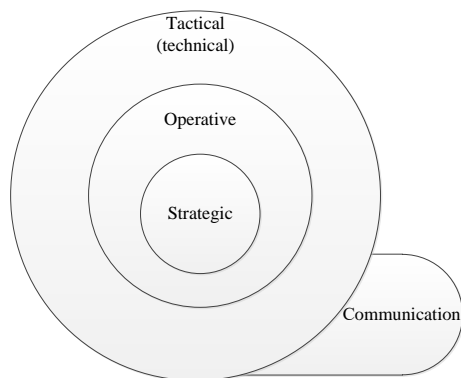 Tactical
(technical)
Operative
Strategic
Communication